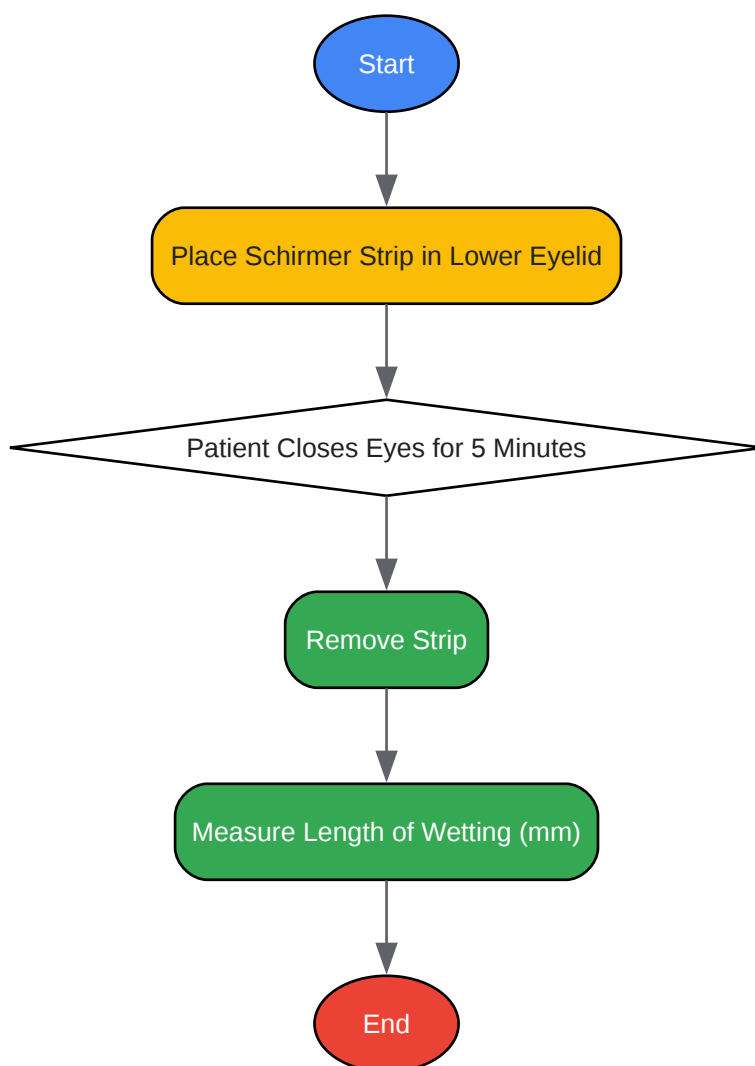 Start
Place Schirmer Strip in Lower Eyelid
Patient Closes Eyes for 5 Minutes
Remove Strip
Measure Length of Wetting (mm)
End